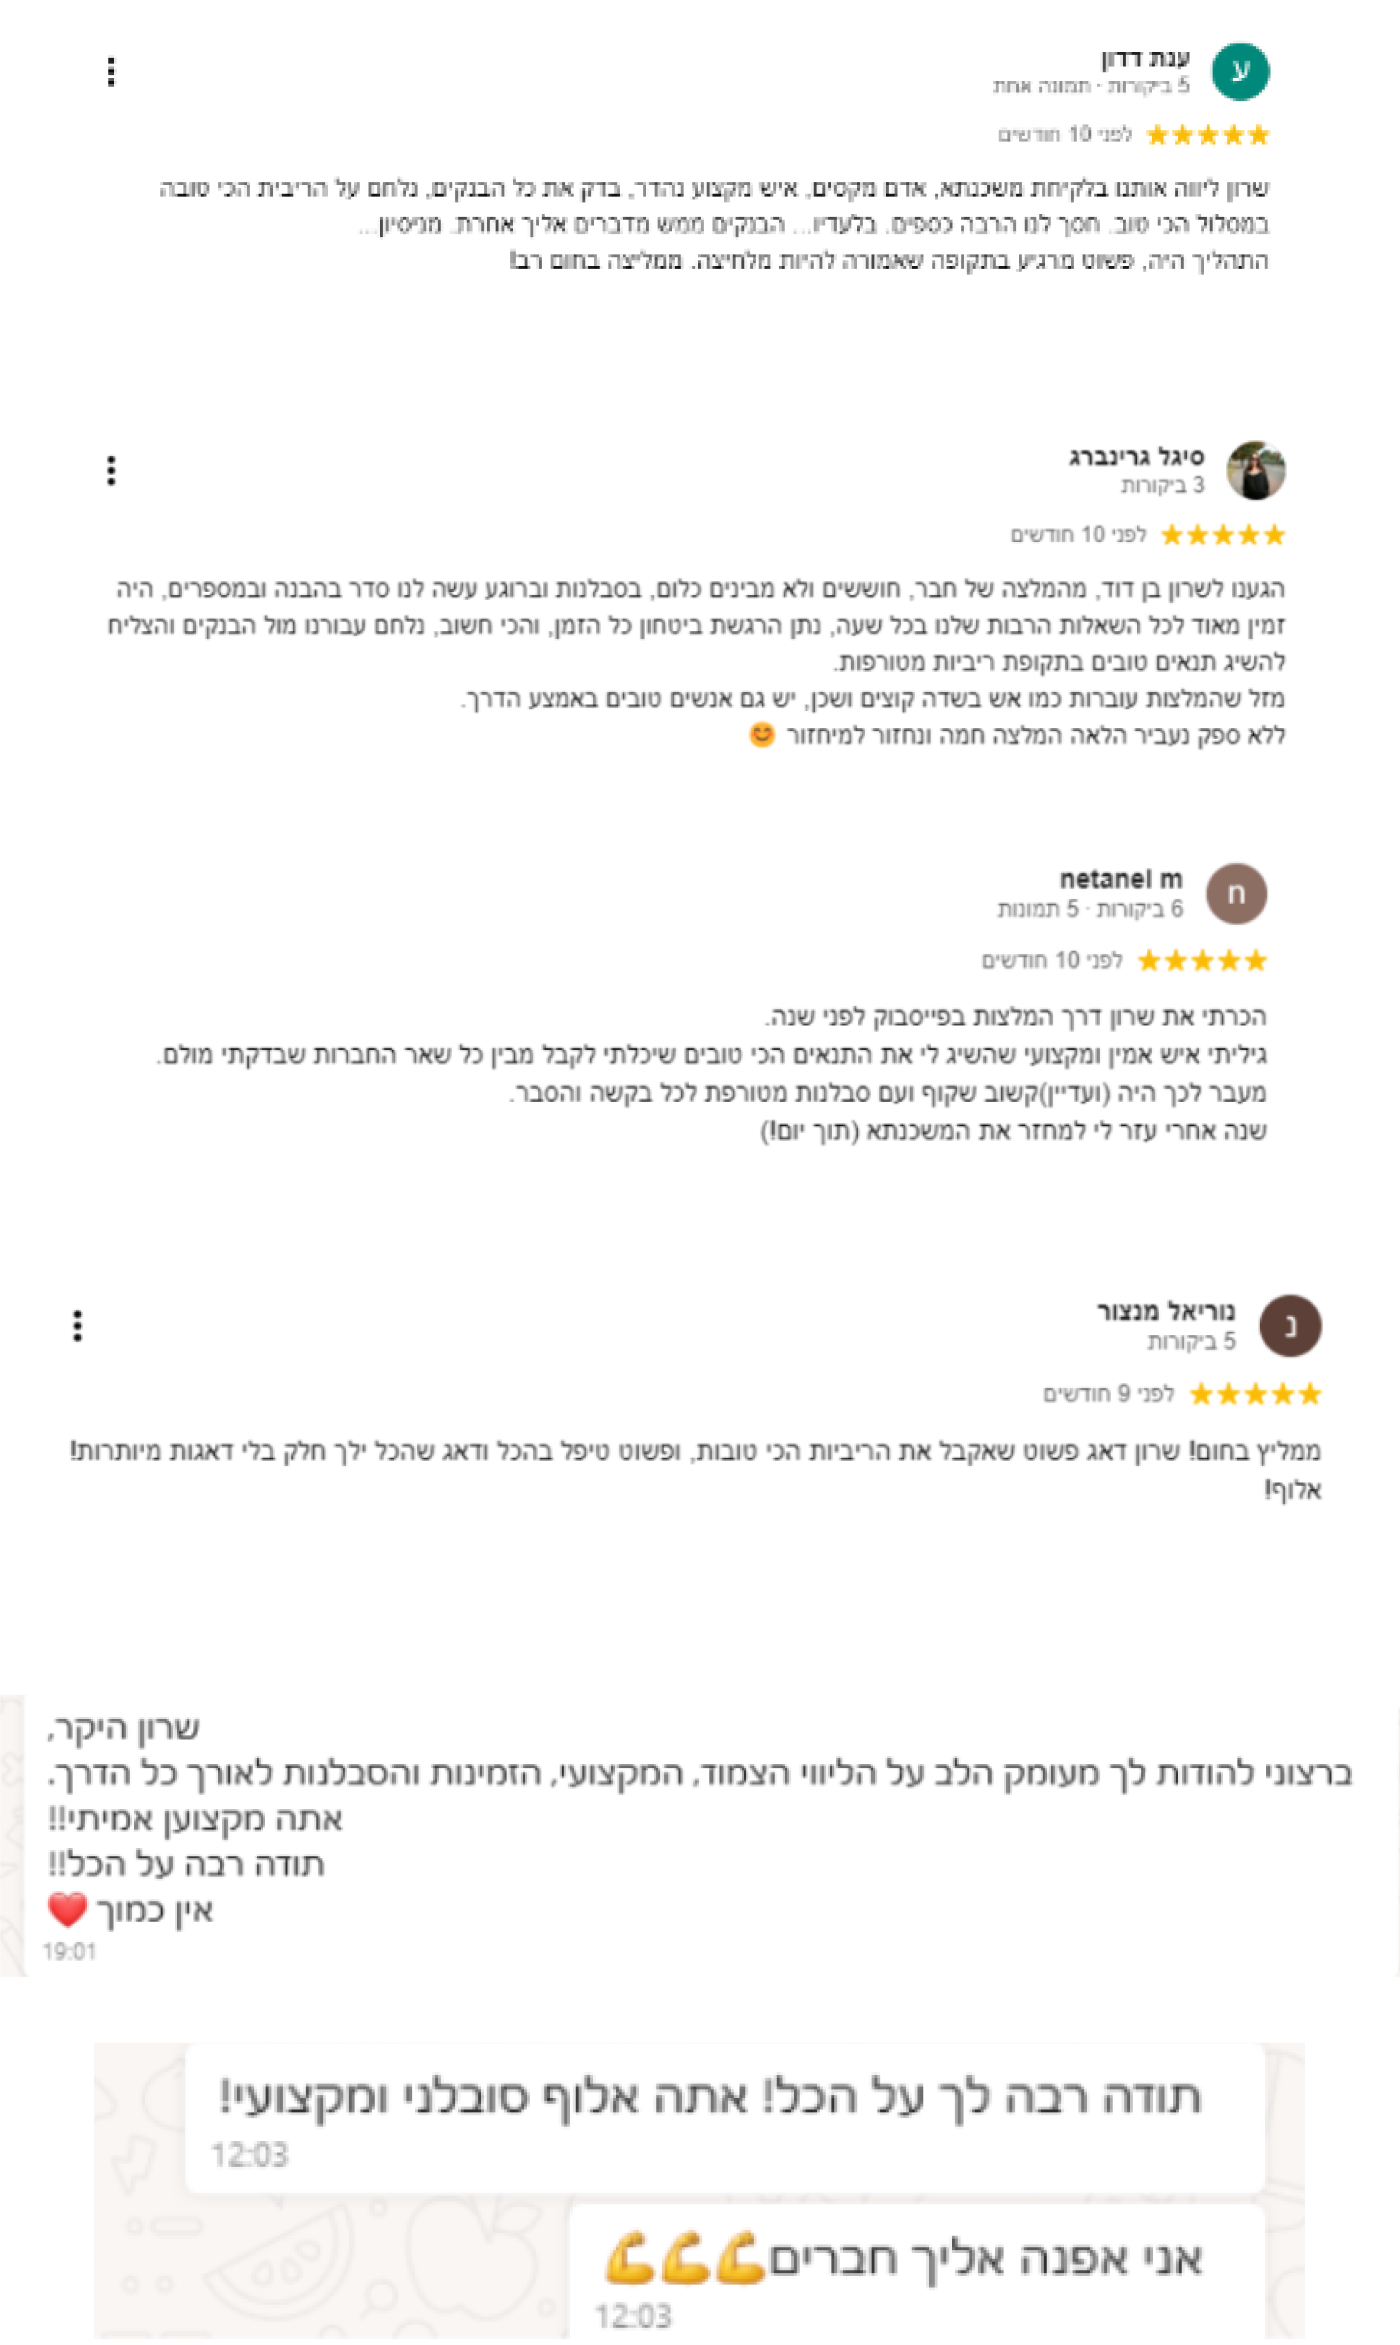 ע
ענת דדון
5 ביקורות · תמונה אחת
לפני 10 חודשים
שרון ליווה אותנו בלקיחת משכנתא, אדם מקסים, איש מקצוע נהדר, בדק את כל הבנקים, נלחם על הריבית הכי טובה
במסלול הכי טוב. חסך לנו הרבה כספים. בלעדיו... הבנקים ממש מדברים אליך אחרת. מניסיון...
התהליך היה, פשוט מרגיע בתקופה שאמורה להיות מלחיצה. ממליצה בחום רב!
סיגל גרינברג
3 ביקורות
לפני 10 חודשים
הגענו לשרון בן דוד, מהמלצה של חבר, חוששים ולא מבינים כלום, בסבלנות וברוגע עשה לנו סדר בהבנה ובמספרים, היה
זמין מאוד לכל השאלות הרבות שלנו בכל שעה, נתן הרגשת ביטחון כל הזמן, והכי חשוב, נלחם עבורנו מול הבנקים והצליח
להשיג תנאים טובים בתקופת ריביות מטורפות.
מזל שהמלצות עוברות כמו אש בשדה קוצים ושכן, יש גם אנשים טובים באמצע הדרך.
ללא ספק נעביר הלאה המלצה חמה ונחזור למיחזור 😊
n
netanel m
6 ביקורות · 5 תמונות
לפני 10 חודשים
הכרתי את שרון דרך המלצות בפייסבוק לפני שנה.
גיליתי איש אמין ומקצועי שהשיג לי את התנאים הכי טובים שיכלתי לקבל מבין כל שאר החברות שבדקתי מולם.
מעבר לכך היה (ועדיין)קשוב שקוף ועם סבלנות מטורפת לכל בקשה והסבר.
שנה אחרי עזר לי למחזר את המשכנתא (תוך יום!)
נ
נוריאל מנצור
5 ביקורות
לפני 9 חודשים
ממליץ בחום! שרון דאג פשוט שאקבל את הריביות הכי טובות, ופשוט טיפל בהכל ודאג שהכל ילך חלק בלי דאגות מיותרות!
אלוף!
שרון היקר,
ברצוני להודות לך מעומק הלב על הליווי הצמוד, המקצועי, הזמינות והסבלנות לאורך כל הדרך.
אתה מקצוען אמיתי!!
תודה רבה על הכל!!
אין כמוך ❤️
19:01
תודה רבה לך על הכל! אתה אלוף סובלני ומקצועי!
12:03
אני אפנה אליך חברים💪💪💪
12:03